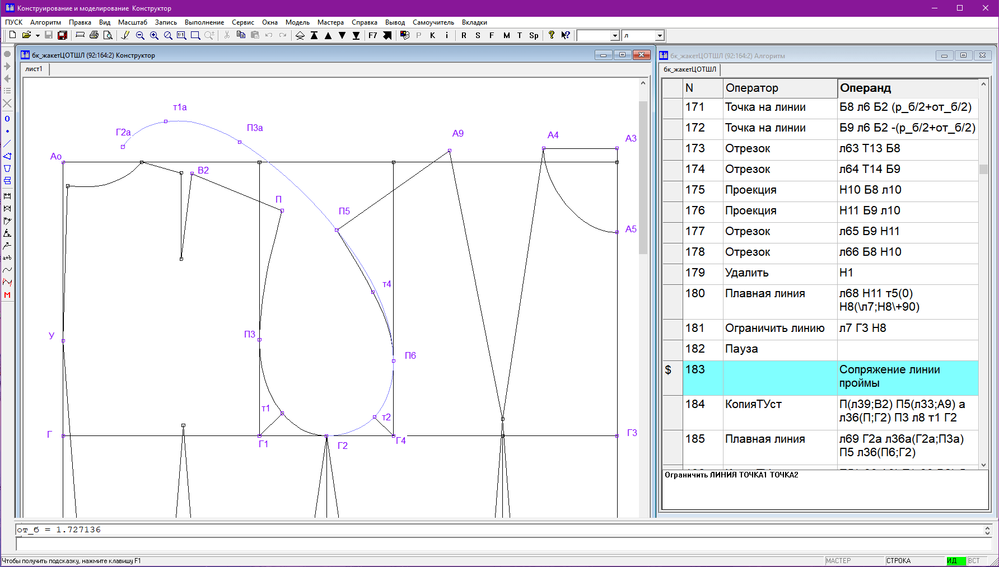 Конструирование и моделирование  Конструктор
ПУСК Алгоритм Правка Вид Масштаб Запись Выполнение Сервис Окна Модель Мастера Справка Вывод Самоучитель Вкладки
1:1 F7 P K i R S F M T Sp ? ? л
бк_жакетЦОТШЛ (92:164:2) Конструктор
лист1
т1а
Г2а
П3а
А9
А4
А3
Ао
В2
П
П5
А5
т4
У
П3
П6
т1
т2
Г
Г1
Г2
Г4
Г3
0
a+b
M
бк_жакетЦОТШЛ (92:164:2) Алгоритм
бк_жакетЦОТШЛ
N Оператор Операнд
171 Точка на линии Б8 л6 Б2 (р_б/2+от_б/2)
172 Точка на линии Б9 л6 Б2 -(р_б/2+от_б/2)
173 Отрезок л63 Т13 Б8
174 Отрезок л64 Т14 Б9
175 Проекция Н10 Б8 л10
176 Проекция Н11 Б9 л10
177 Отрезок л65 Б9 Н11
178 Отрезок л66 Б8 Н10
179 Удалить Н1
180 Плавная линия л68 Н11 т5(0)
Н8(\л7;Н8\+90)
181 Ограничить линию л7 Г3 Н8
182 Пауза
$ 183 Сопряжение линии
проймы
184 КопияТУст П(л39;В2) П5(л33;А9) а
л36(П;Г2) П3 л8 т1 Г2
185 Плавная линия л69 Г2а л36а(Г2а;П3а)
П5 л36(П6;Г2)
Ограничить ЛИНИЯ ТОЧКА1 ТОЧКА2
от_б = 1.727136
Чтобы получить подсказку, нажмите клавишу F1
МАСТЕР СТРОКА ИД ВСТ